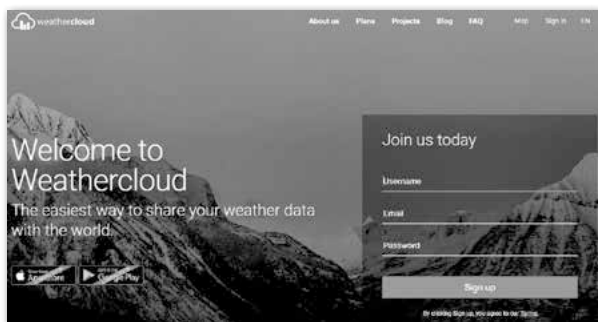 weathercloud
About us Plans Projects Blog FAQ Map Sign in EN
Welcome to
Weathercloud
The easiest way to share your weather data
with the world.
App Store
Google Play
Join us today
Username
Email
Password
Sign up
By clicking Sign up, you agree to our Terms.